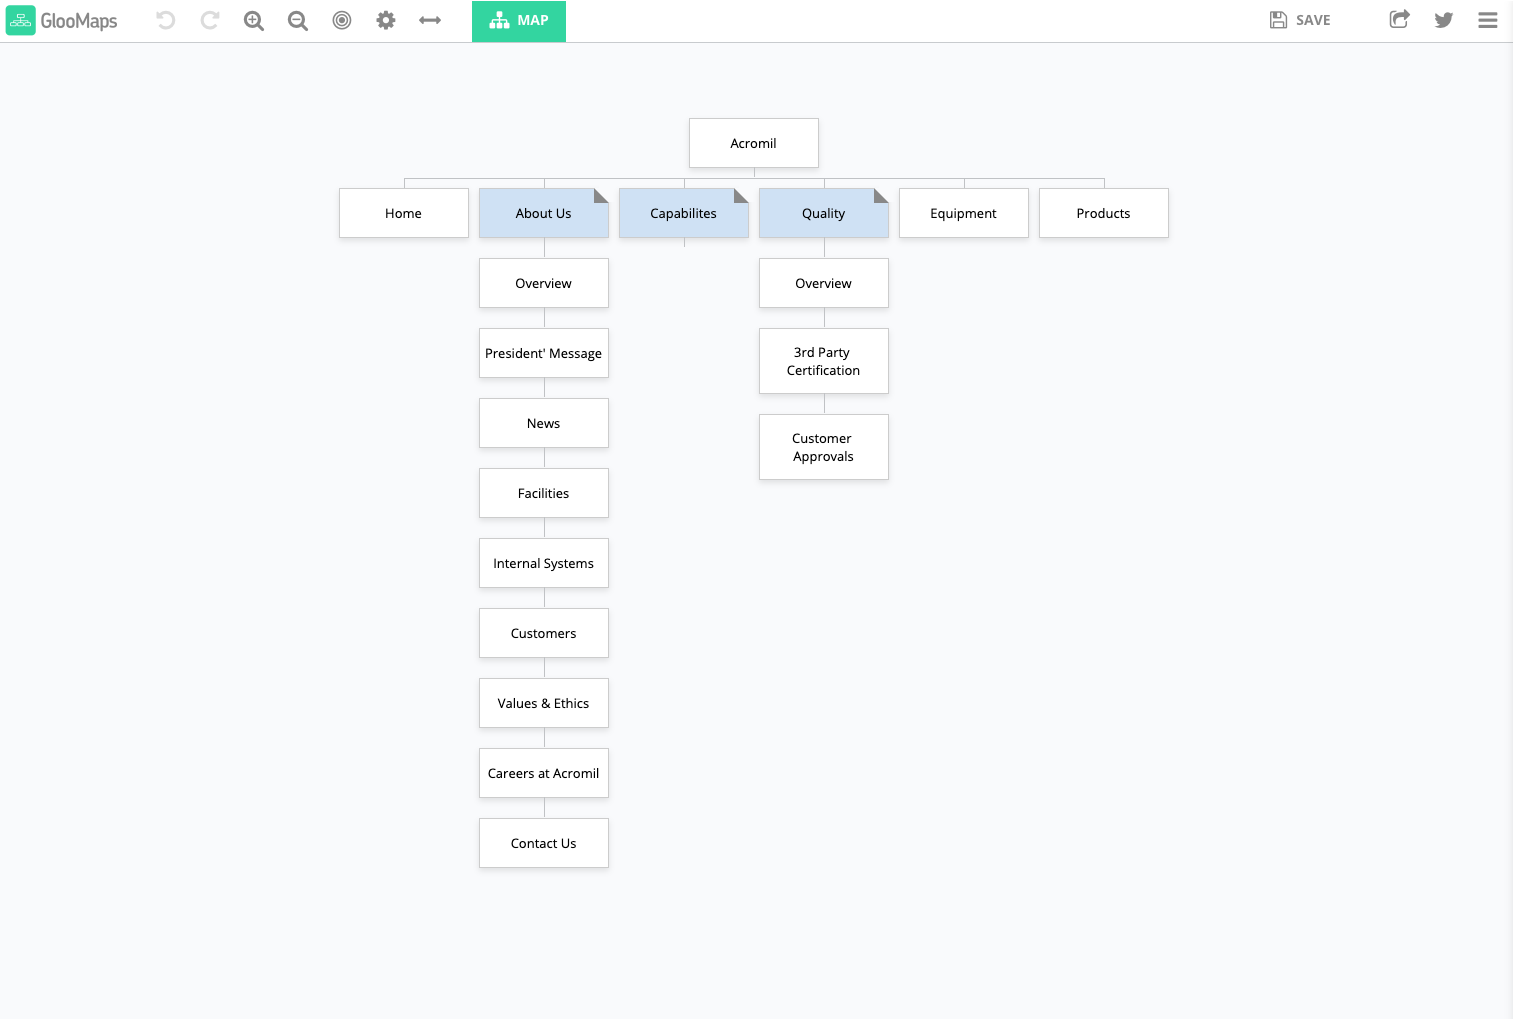 GlooMaps
MAP
SAVE
Acromil
Home
About Us
Capabilites
Quality
Equipment
Products
Overview
President' Message
News
Facilities
Internal Systems
Customers
Values & Ethics
Careers at Acromil
Contact Us
Overview
3rd Party
Certification
Customer
Approvals